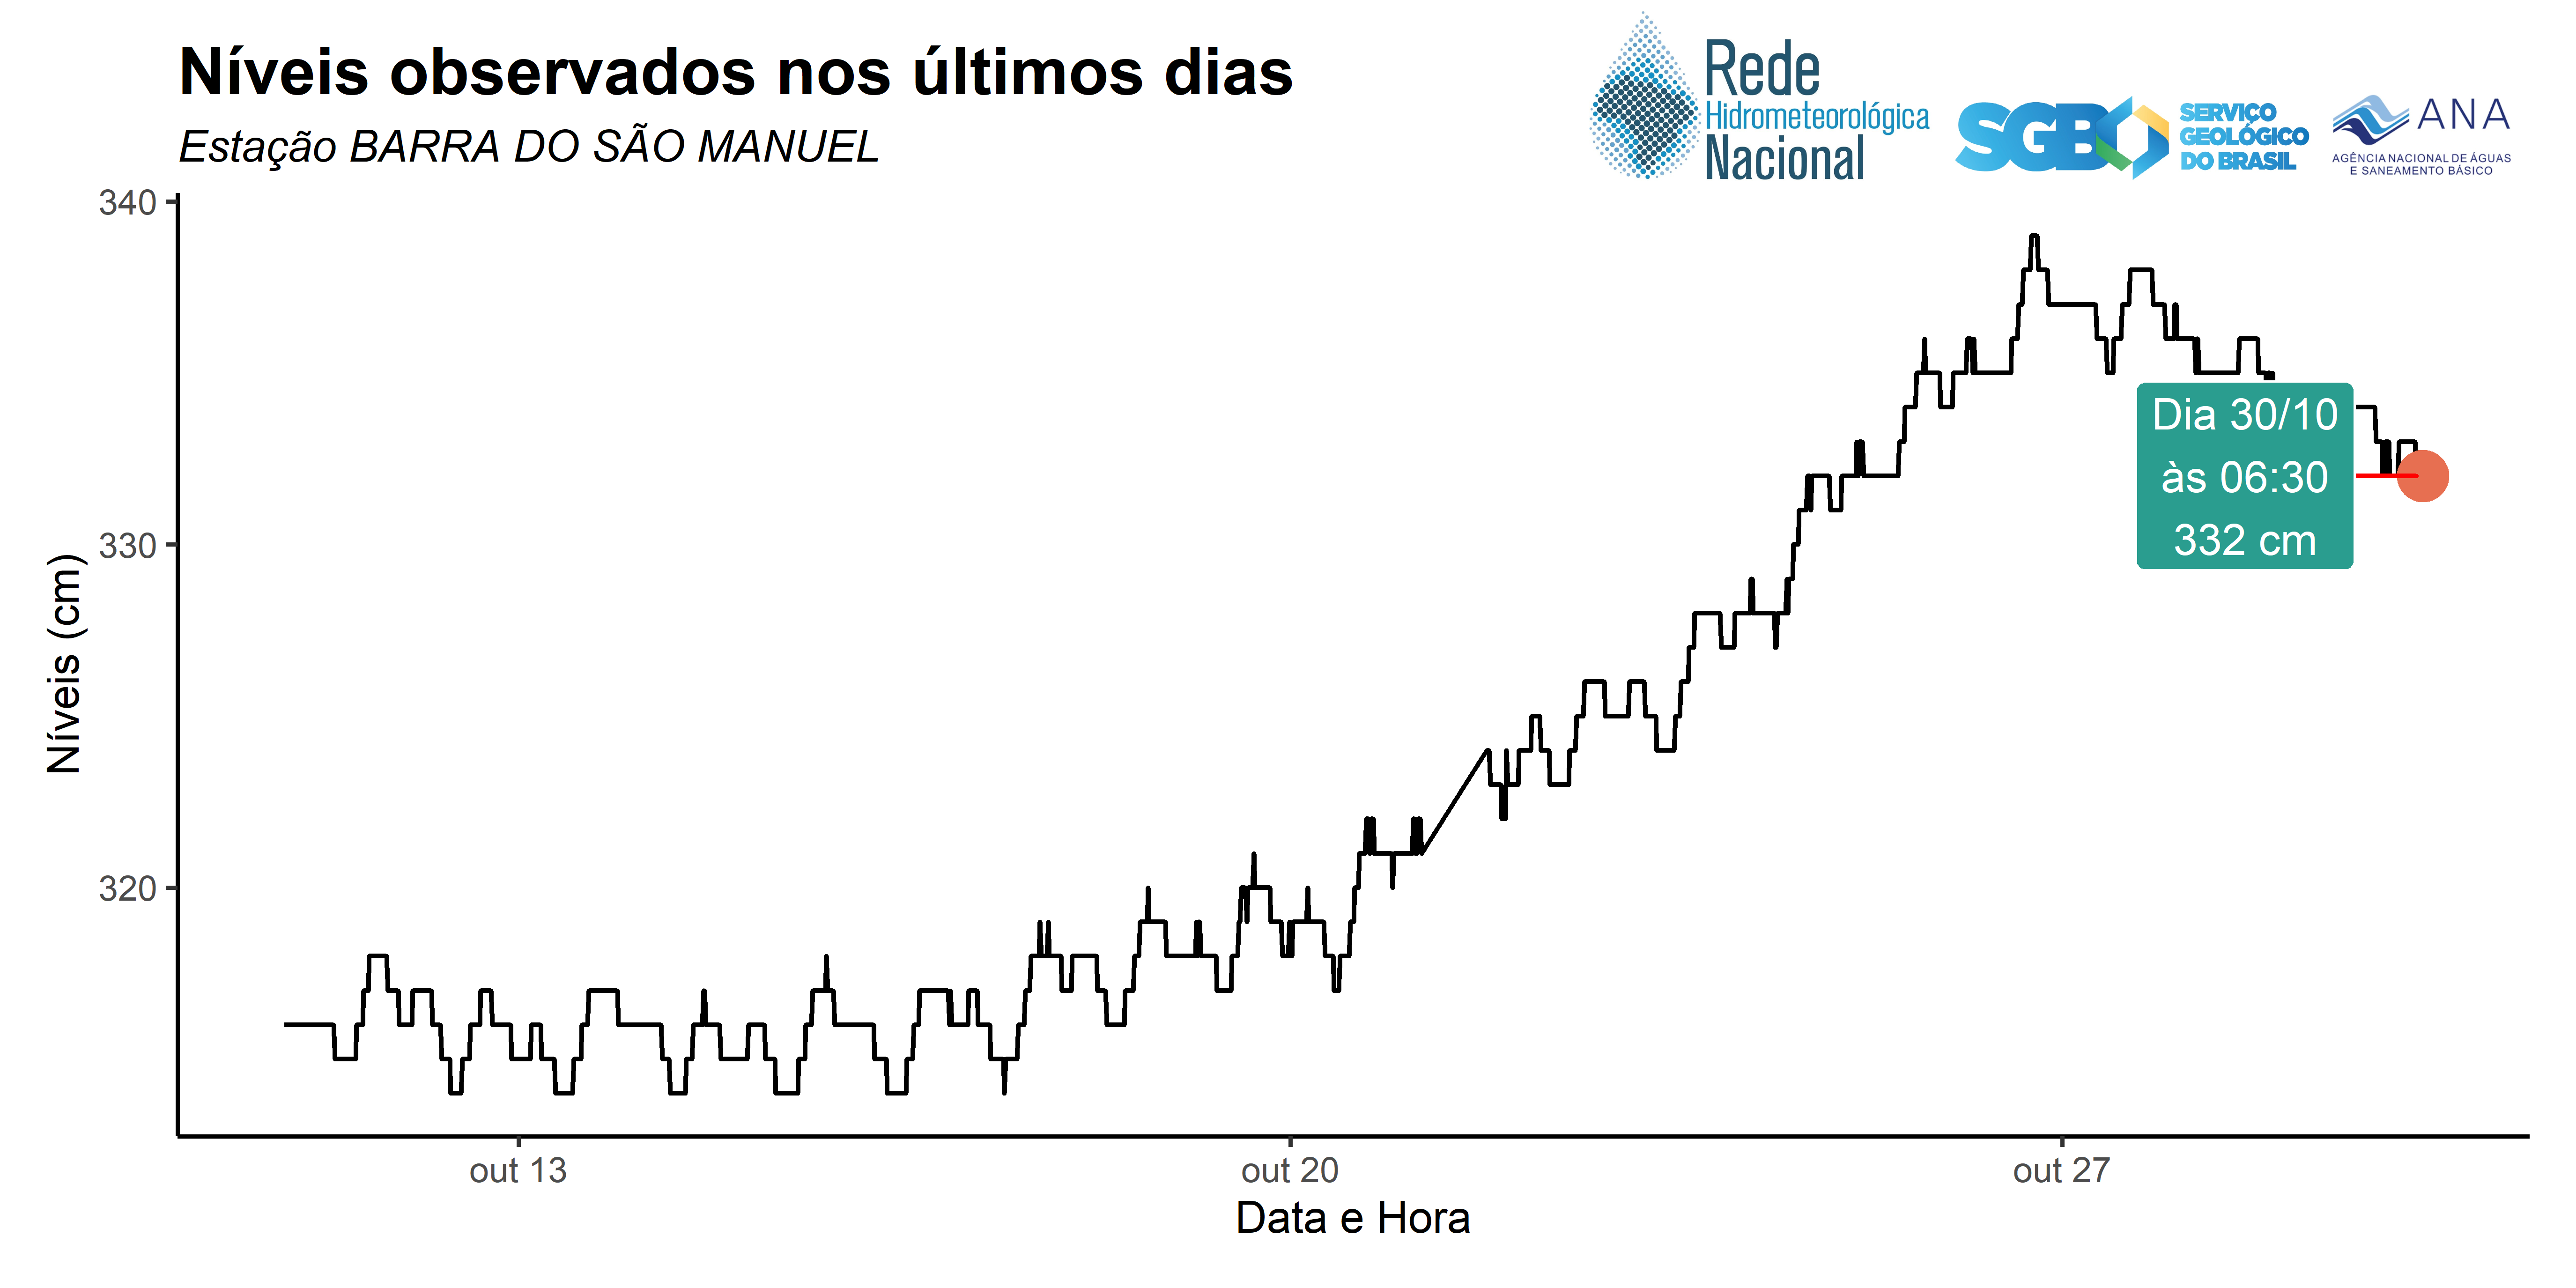 Níveis observados nos últimos dias
Estação BARRA DO SÃO MANUEL
Rede
Hidrometeorológica
Nacional
SGB
SERVIÇO
GEOLÓGICO
DO BRASIL
ANA
AGÊNCIA NACIONAL DE ÁGUAS
E SANEAMENTO BÁSICO
340
330
320
Níveis (cm)
Dia 30/10
às 06:30
332 cm
out 13
out 20
out 27
Data e Hora